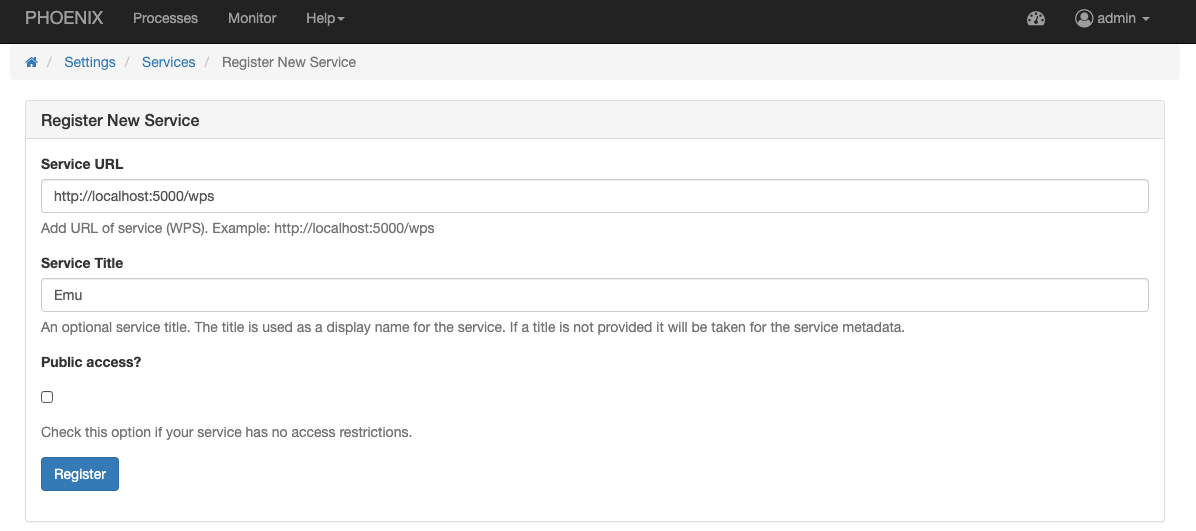 PHOENIX Processes Monitor Help admin
/ Settings / Services / Register New Service
Register New Service
Service URL
http://localhost:5000/wps
Add URL of service (WPS). Example: http://localhost:5000/wps
Service Title
Emu
An optional service title. The title is used as a display name for the service. If a title is not provided it will be taken for the service metadata.
Public access?
Check this option if your service has no access restrictions.
Register